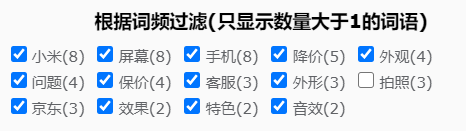 根据词频过滤(只显示数量大于1的词语)
小米(8) 屏幕(8) 手机(8) 降价(5) 外观(4)
问题(4) 保价(4) 客服(3) 外形(3) 拍照(3)
京东(3) 效果(2) 特色(2) 音效(2)